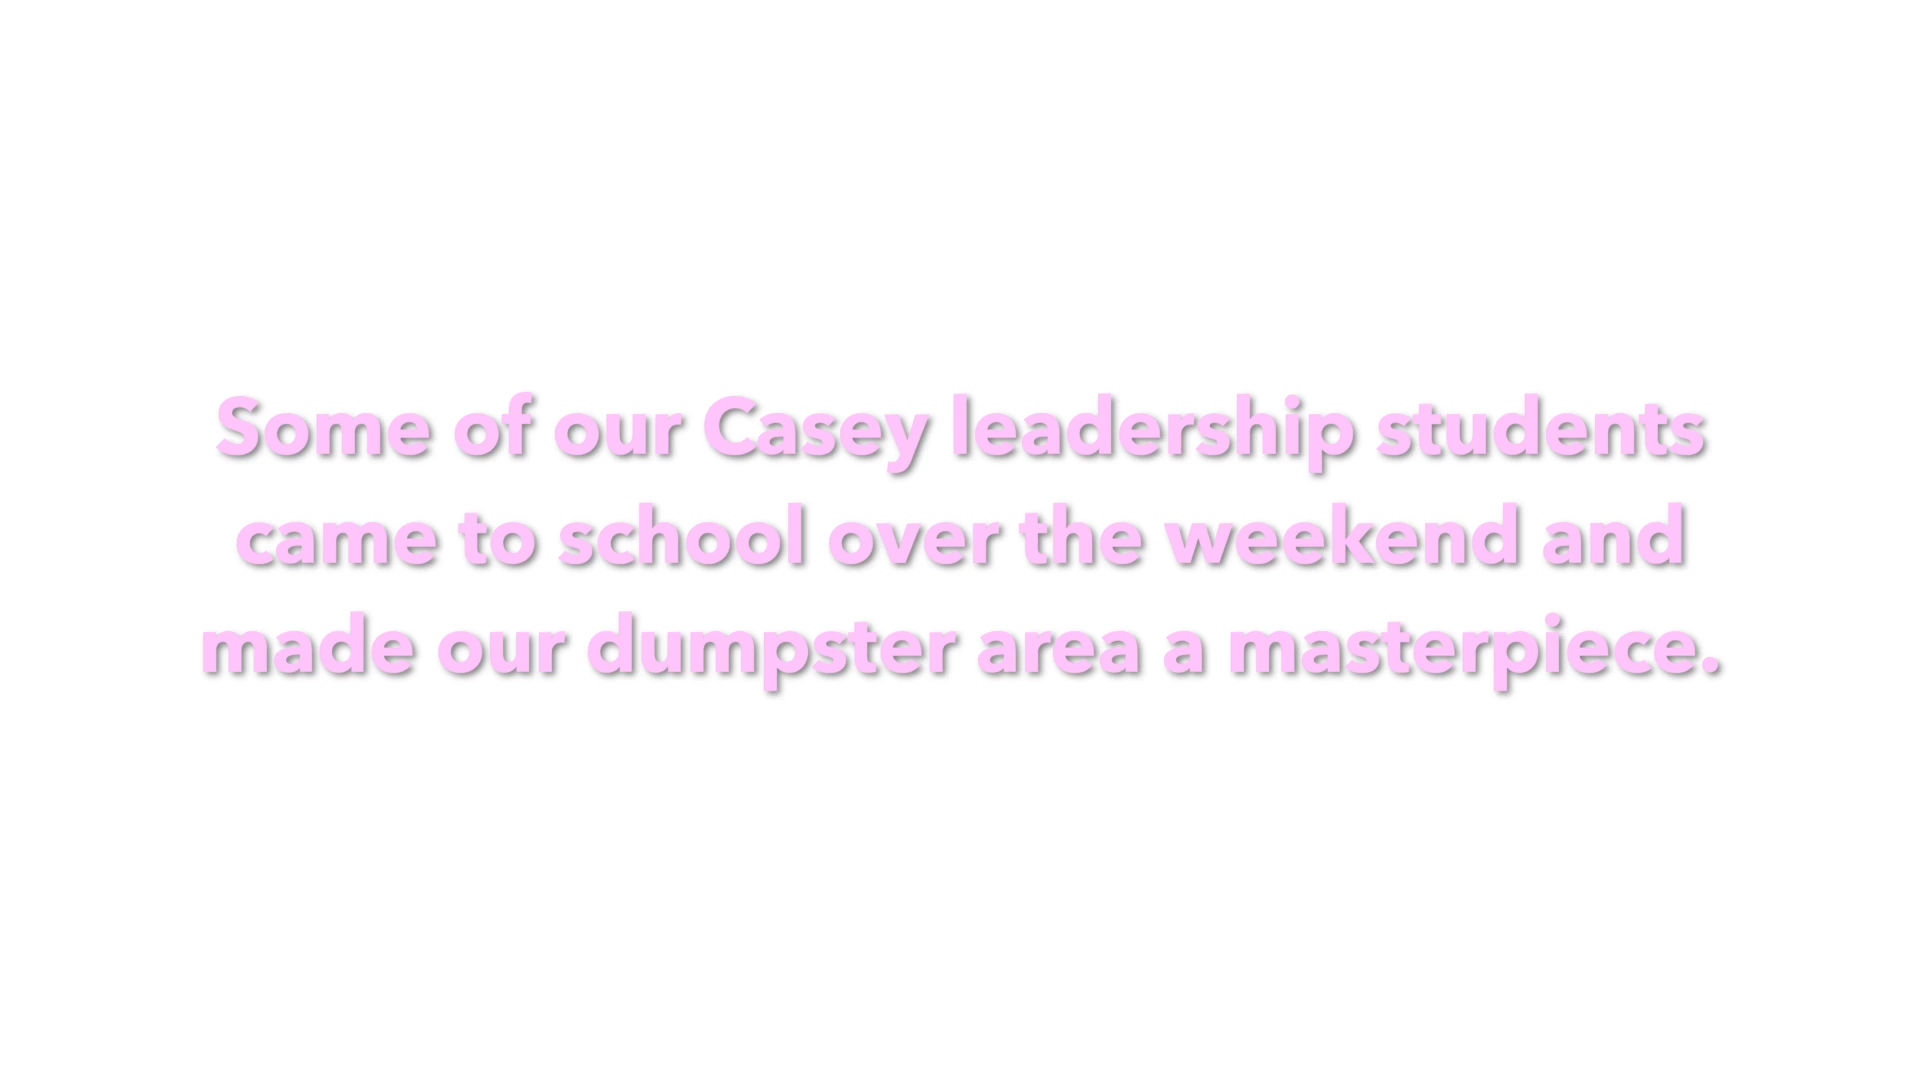 Some of our Casey leadership students
came to school over the weekend and
made our dumpster area a masterpiece.